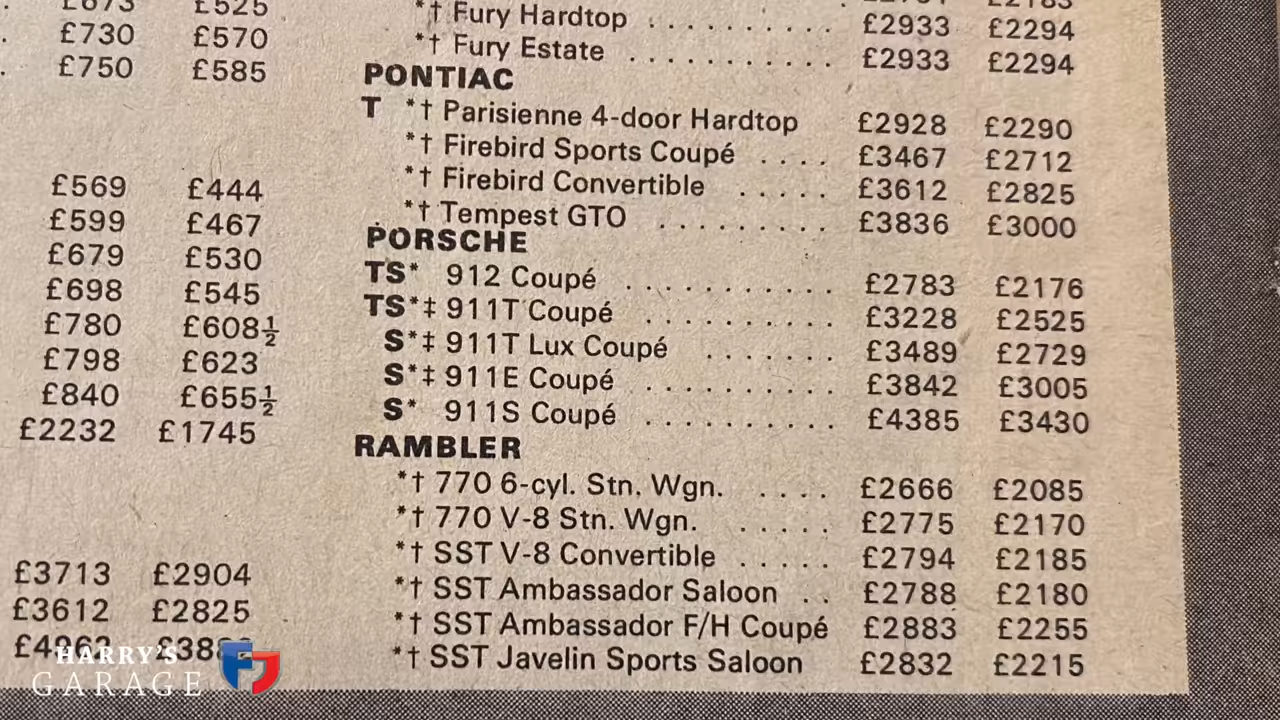 £525
£730 £570
£750 £585
£569 £444
£599 £467
£679 £530
£698 £545
£780 £608½
£798 £623
£840 £655½
£2232 £1745
£3713 £2904
£3612 £2825
*† Fury Hardtop . . . . . . . . . . £2933 £2294
*† Fury Estate . . . . . . . . . . . £2933 £2294
PONTIAC
T *† Parisienne 4-door Hardtop £2928 £2290
*† Firebird Sports Coupé . . . . £3467 £2712
*† Firebird Convertible . . . . . £3612 £2825
*† Tempest GTO . . . . . . . . . £3836 £3000
PORSCHE
TS* 912 Coupé . . . . . . . . . . . £2783 £2176
TS*‡ 911T Coupé . . . . . . . . . . £3228 £2525
S*‡ 911T Lux Coupé . . . . . . . £3489 £2729
S*‡ 911E Coupé . . . . . . . . . . £3842 £3005
S* 911S Coupé . . . . . . . . . . £4385 £3430
RAMBLER
*† 770 6-cyl. Stn. Wgn. . . . . £2666 £2085
*† 770 V-8 Stn. Wgn. . . . . . £2775 £2170
*† SST V-8 Convertible . . . . . £2794 £2185
*† SST Ambassador Saloon . . £2788 £2180
*† SST Ambassador F/H Coupé £2883 £2255
*† SST Javelin Sports Saloon £2832 £2215
HARRY'S
GARAGE